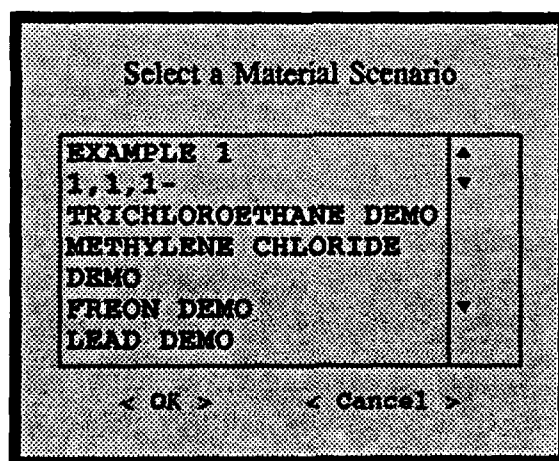 Select a Material Scenario
EXAMPLE 1
1,1,1-
TRICHLOROETHANE DEMO
METHYLENE CHLORIDE
DEMO
FREON DEMO
LEAD DEMO
< OK > < Cancel >